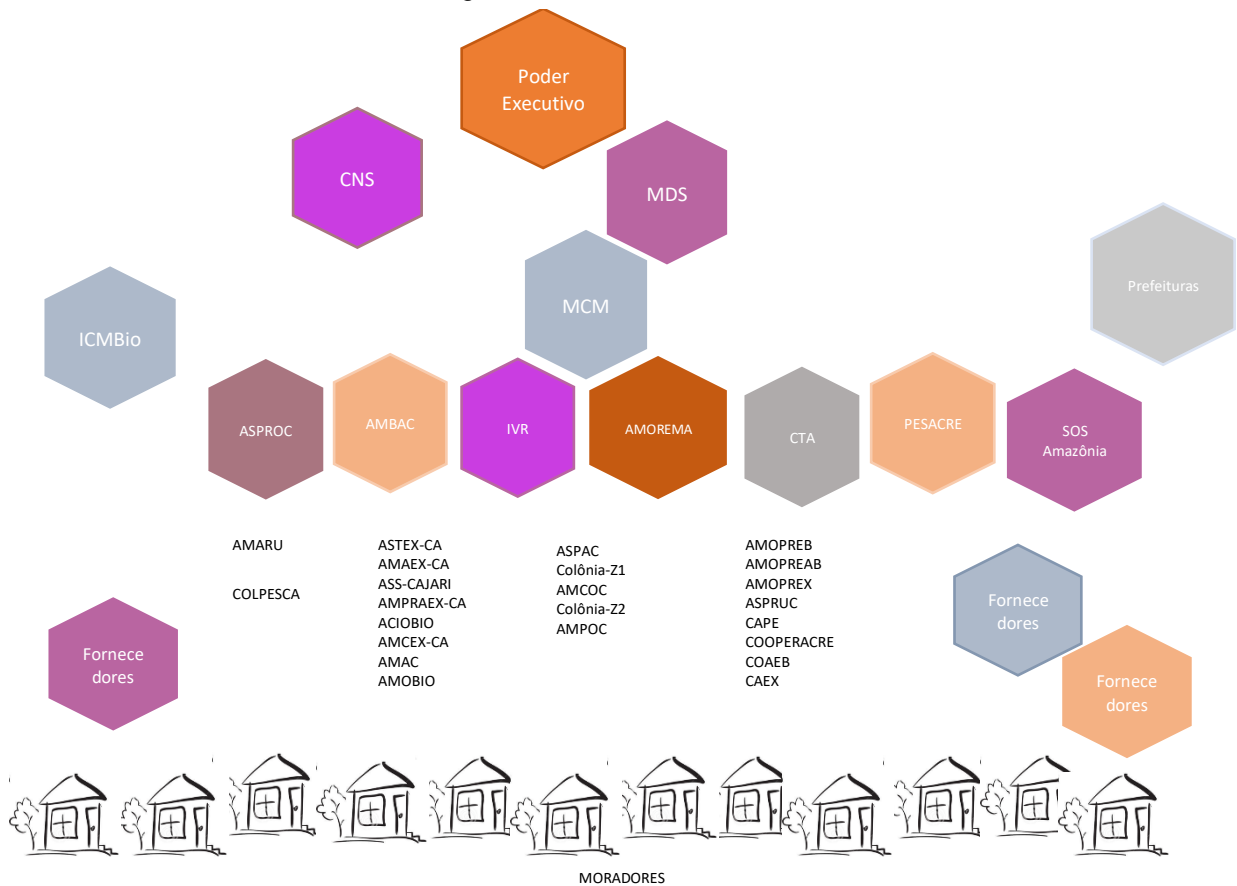 Poder
Executivo
CNS
MDS
Prefeituras
MCM
ICMBio
ASPROC
AMBAC
IVR
AMOREMA
CTA
PESACRE
SOS
Amazônia
AMARU
COLPESCA
ASTEX-CA
AMAEX-CA
ASS-CAJARI
AMPRAEX-CA
ACIOBIO
AMCEX-CA
AMAC
AMOBIO
ASPAC
Colônia-Z1
AMCOC
Colônia-Z2
AMPOC
AMOPREB
AMOPREAB
AMOPREX
ASPRUC
CAPE
COOPERACRE
COAEB
CAEX
Fornece
dores
Fornece
dores
Fornece
dores
MORADORES